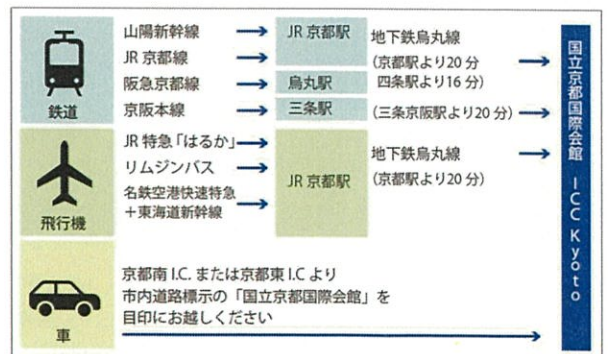 鉄道
山陽新幹線
JR 京都線
阪急京都線
京阪本線
JR 京都駅
烏丸駅
三条駅
地下鉄烏丸線
(京都駅より20分
四条駅より16分)
(三条京阪駅より20分)
飛行機
JR 特急「はるか」
リムジンバス
名鉄空港快速特急
+東海道新幹線
JR 京都駅
地下鉄烏丸線
(京都駅より20分)
車
京都南 I.C. または京都東 I.C より
市内道路標示の「国立京都国際会館」を
目印にお越しください
国立京都国際会館 ICC Kyoto